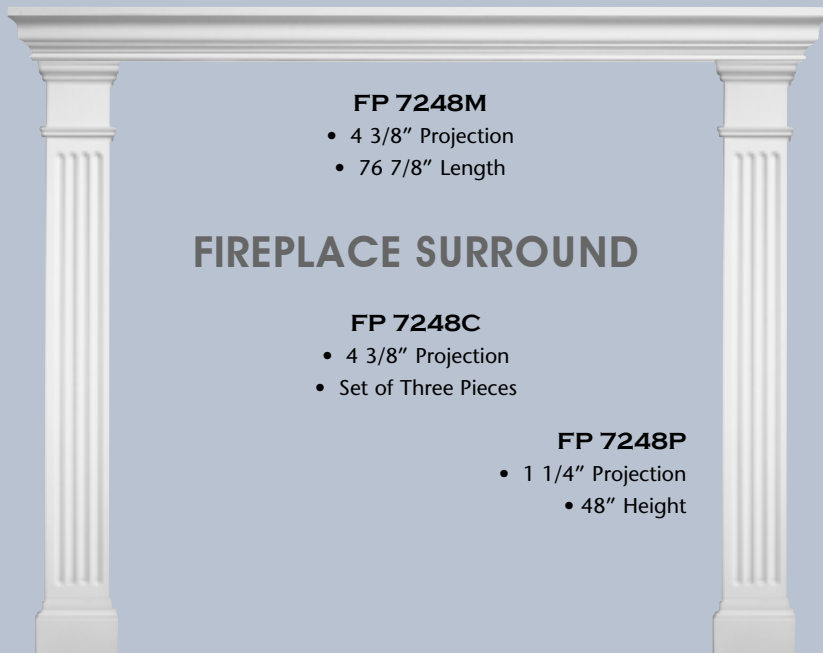 FP 7248M
• 4 3/8” Projection
• 76 7/8” Length
FIREPLACE SURROUND
FP 7248C
• 4 3/8” Projection
• Set of Three Pieces
FP 7248P
• 1 1/4” Projection
• 48” Height